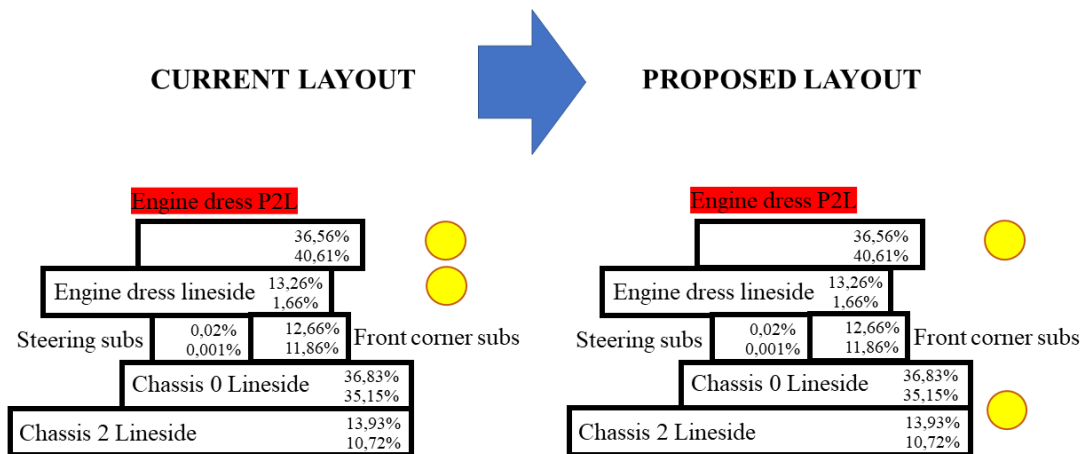 CURRENT LAYOUT
PROPOSED LAYOUT
Engine dress P2L
36,56%
40,61%
Engine dress lineside
13,26%
1,66%
Steering subs
0,02%
0,001%
12,66%
11,86%
Front corner subs
Chassis 0 Lineside
36,83%
35,15%
Chassis 2 Lineside
13,93%
10,72%
Engine dress P2L
36,56%
40,61%
Engine dress lineside
13,26%
1,66%
Steering subs
0,02%
0,001%
12,66%
11,86%
Front corner subs
Chassis 0 Lineside
36,83%
35,15%
Chassis 2 Lineside
13,93%
10,72%